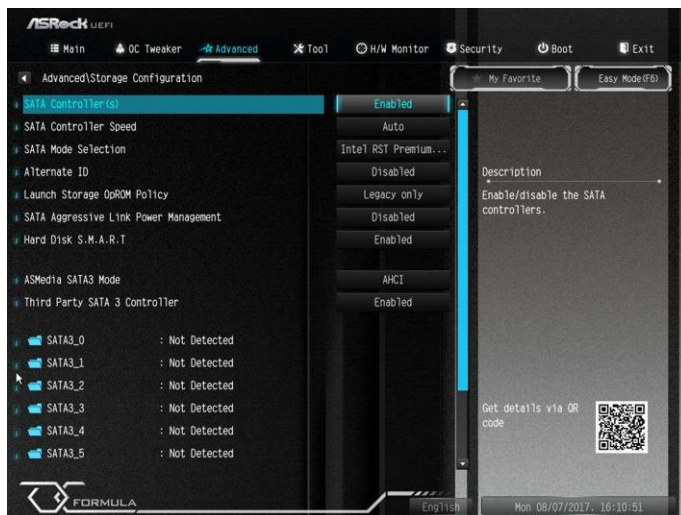 ASRock UEFI
Main OC Tweaker Advanced Tool H/W Monitor Security Boot Exit
Advanced\Storage Configuration
My Favorite Easy Mode(F6)
SATA Controller(s) Enabled
SATA Controller Speed Auto
SATA Mode Selection Intel RST Premium...
Alternate ID Disabled
Launch Storage OpROM Policy Legacy only
SATA Aggressive Link Power Management Disabled
Hard Disk S.M.A.R.T Enabled
ASMedia SATA3 Mode AHCI
Third Party SATA 3 Controller Enabled
SATA3_0 : Not Detected
SATA3_1 : Not Detected
SATA3_2 : Not Detected
SATA3_3 : Not Detected
SATA3_4 : Not Detected
SATA3_5 : Not Detected
Description
Enable/disable the SATA
controllers.
Get details via QR
code
FORMULA
English
Mon 08/07/2017. 16:10:51